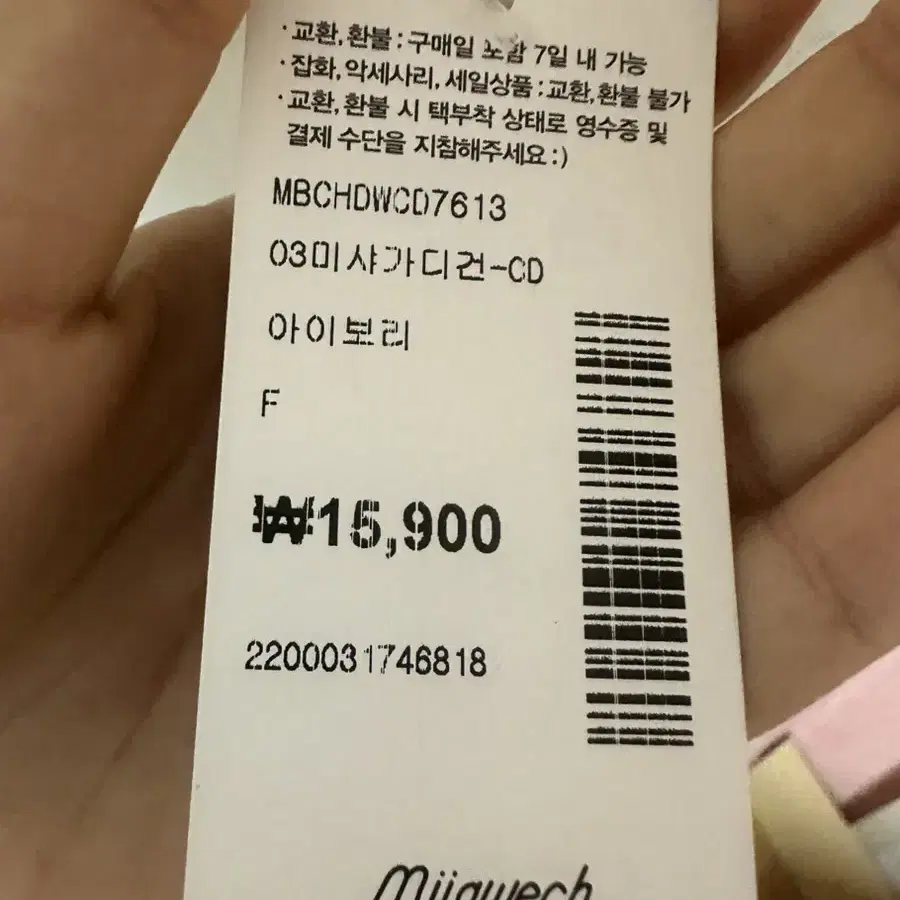 ·교환, 환불 : 구매일 포함 7일 내 가능
·잡화, 악세사리, 세일상품 : 교환, 환불 불가
·교환, 환불 시 택부착 상태로 영수증 및
결제 수단을 지참해주세요 :)
MBCHDWCD7613
03미샤가디건-CD
아이보리
F
₩15,900
2200031746818
Miigwech